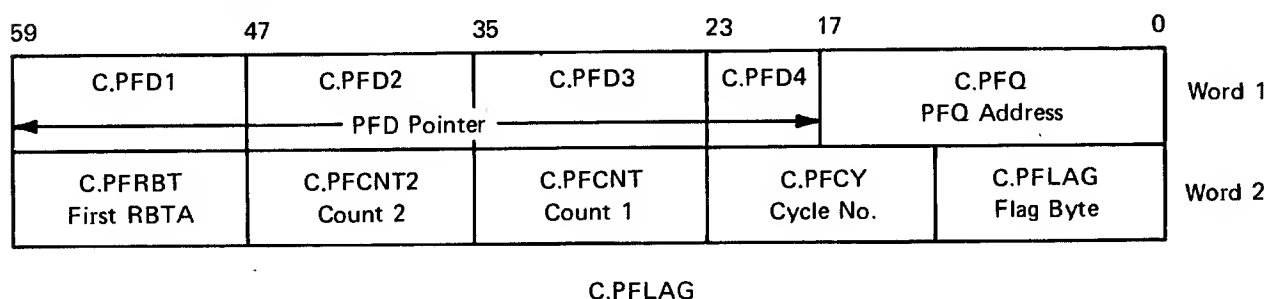 59 47 35 23 17 0
C.PFD1 C.PFD2 C.PFD3 C.PFD4 C.PFQ
PFQ Address
Word 1
PFD Pointer
C.PFRBT C.PFCNT2 C.PFCNT C.PFCY C.PFLAG
First RBTA Count 2 Count 1 Cycle No. Flag Byte
Word 2
C.PFLAG